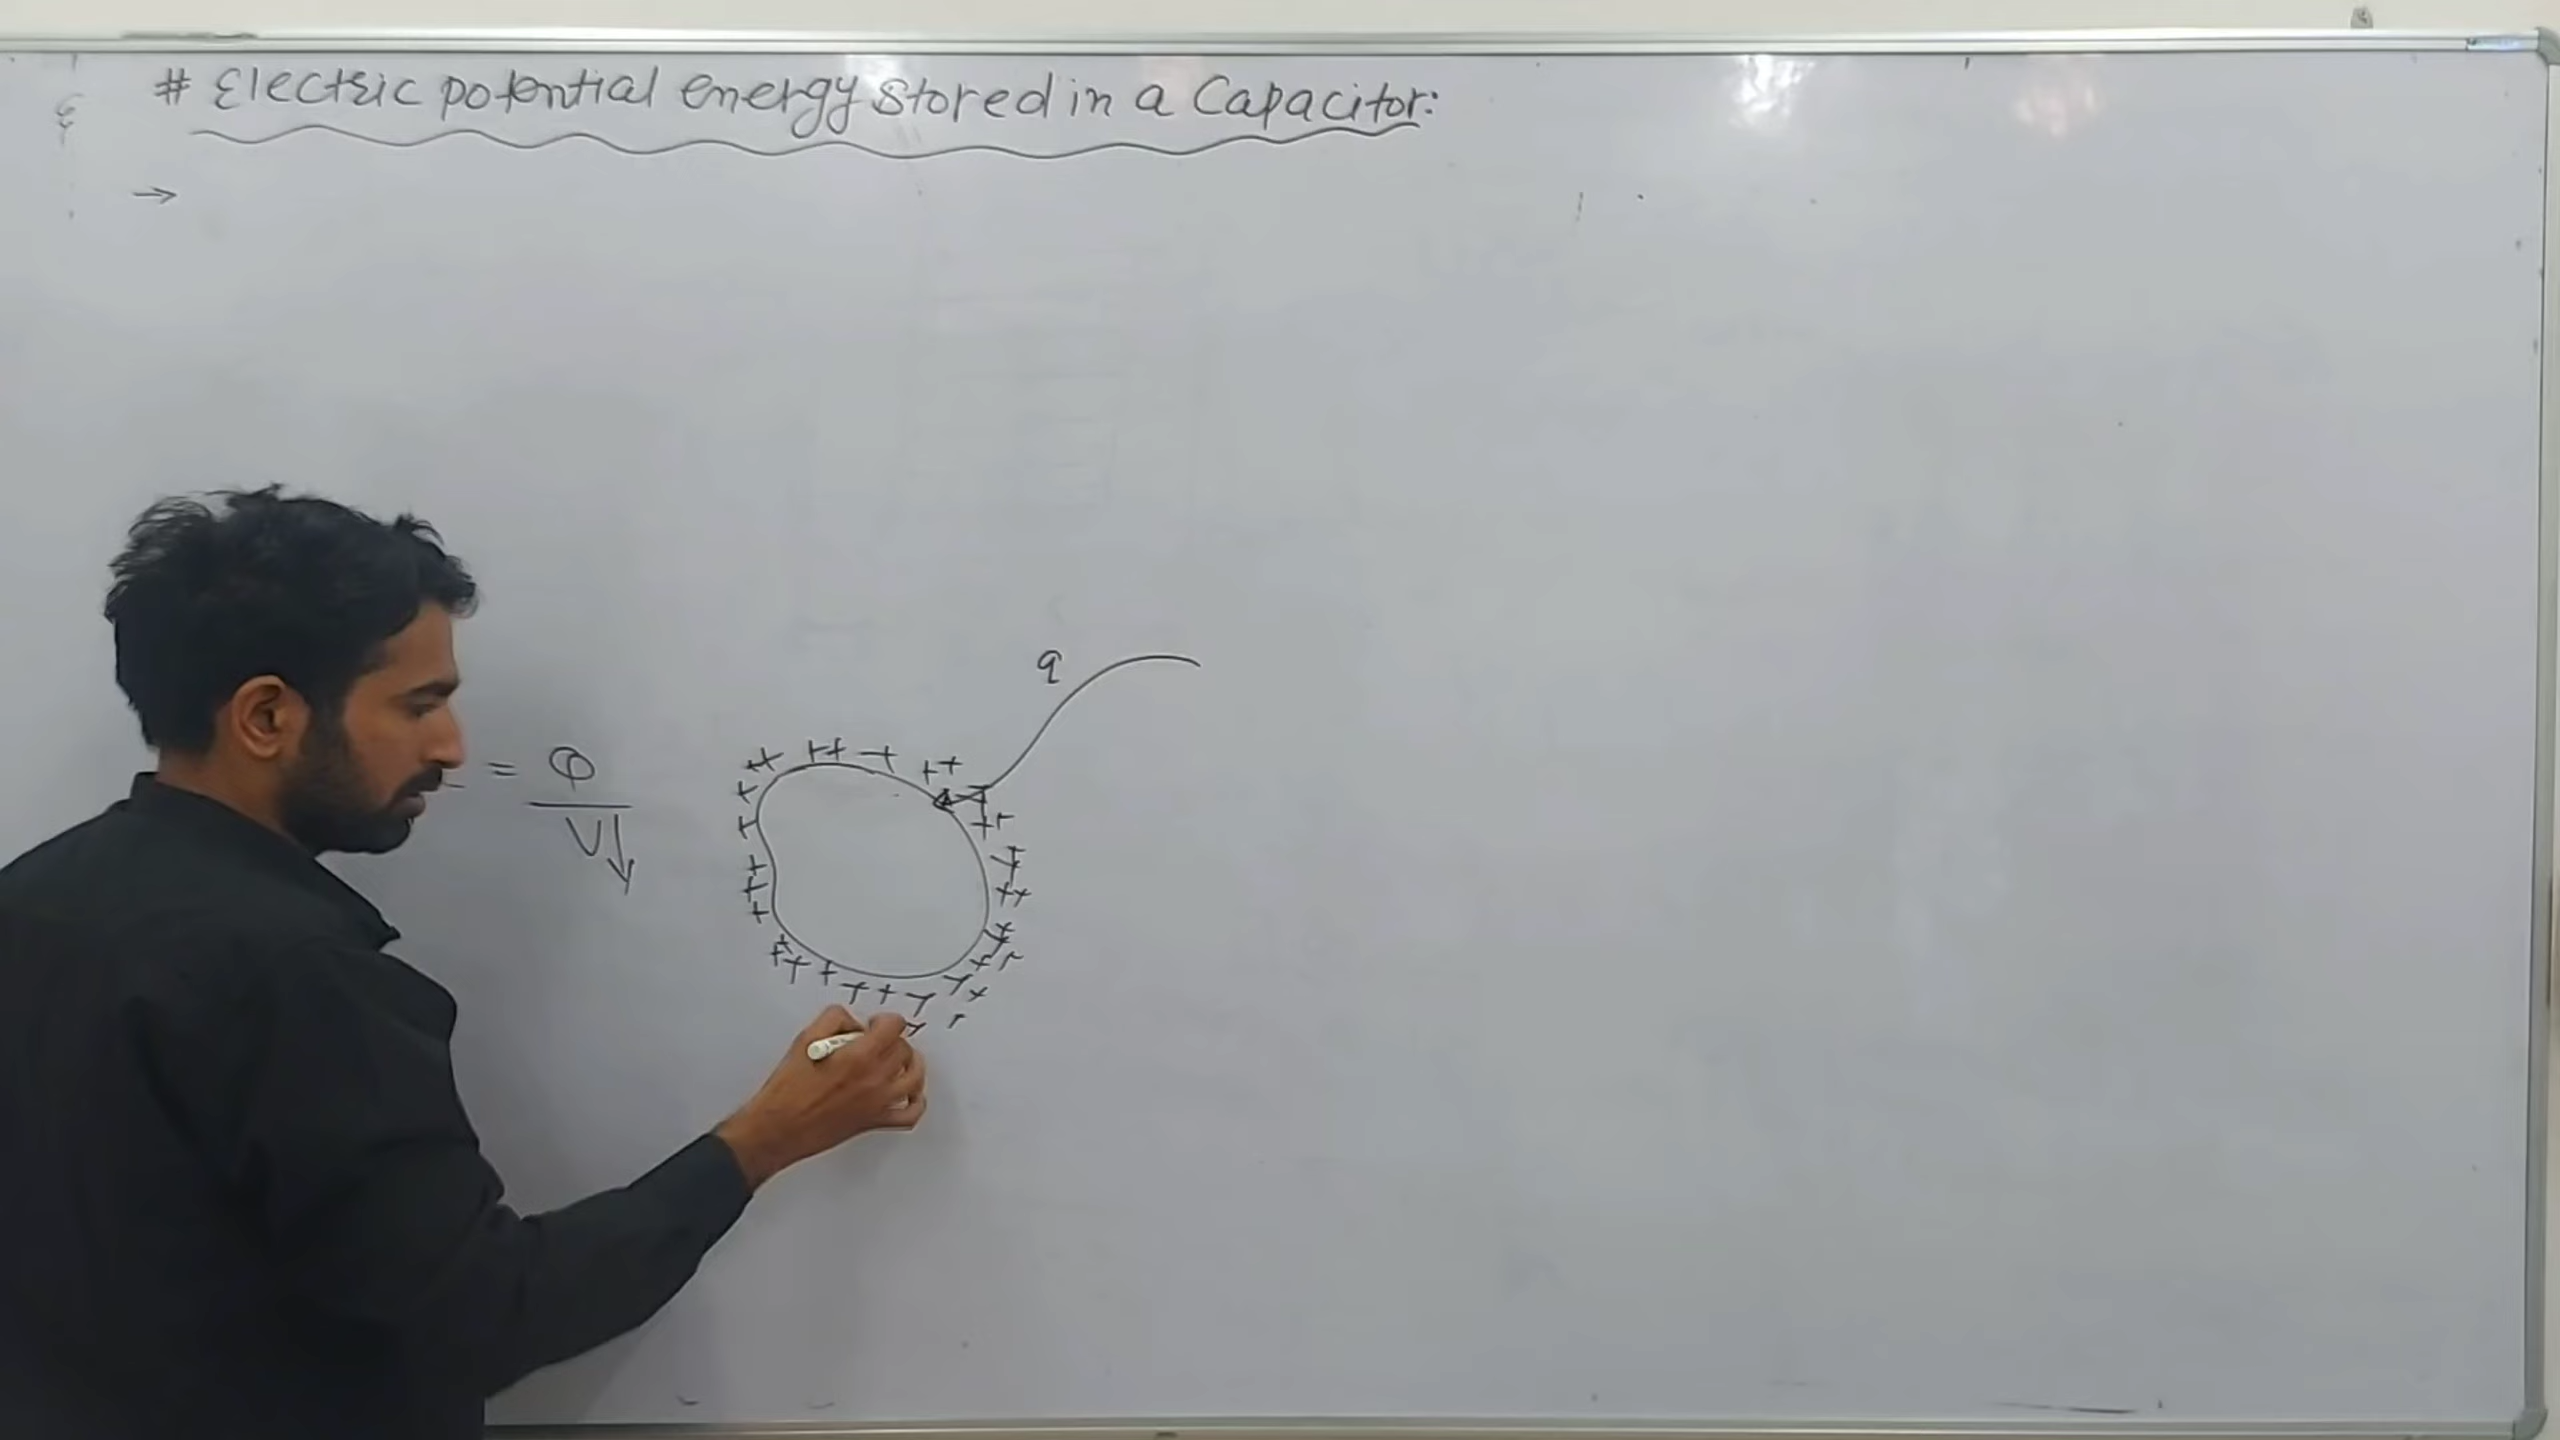 # Electric potential energy stored in a Capacitor:
→
q
= Q
V↓